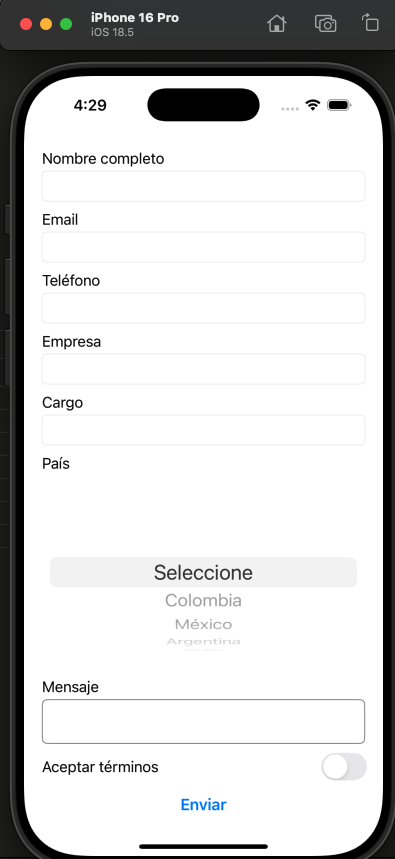 iPhone 16 Pro
iOS 18.5
4:29
Nombre completo
Email
Teléfono
Empresa
Cargo
País
Seleccione
Colombia
México
Argentina
Mensaje
Aceptar términos
Enviar